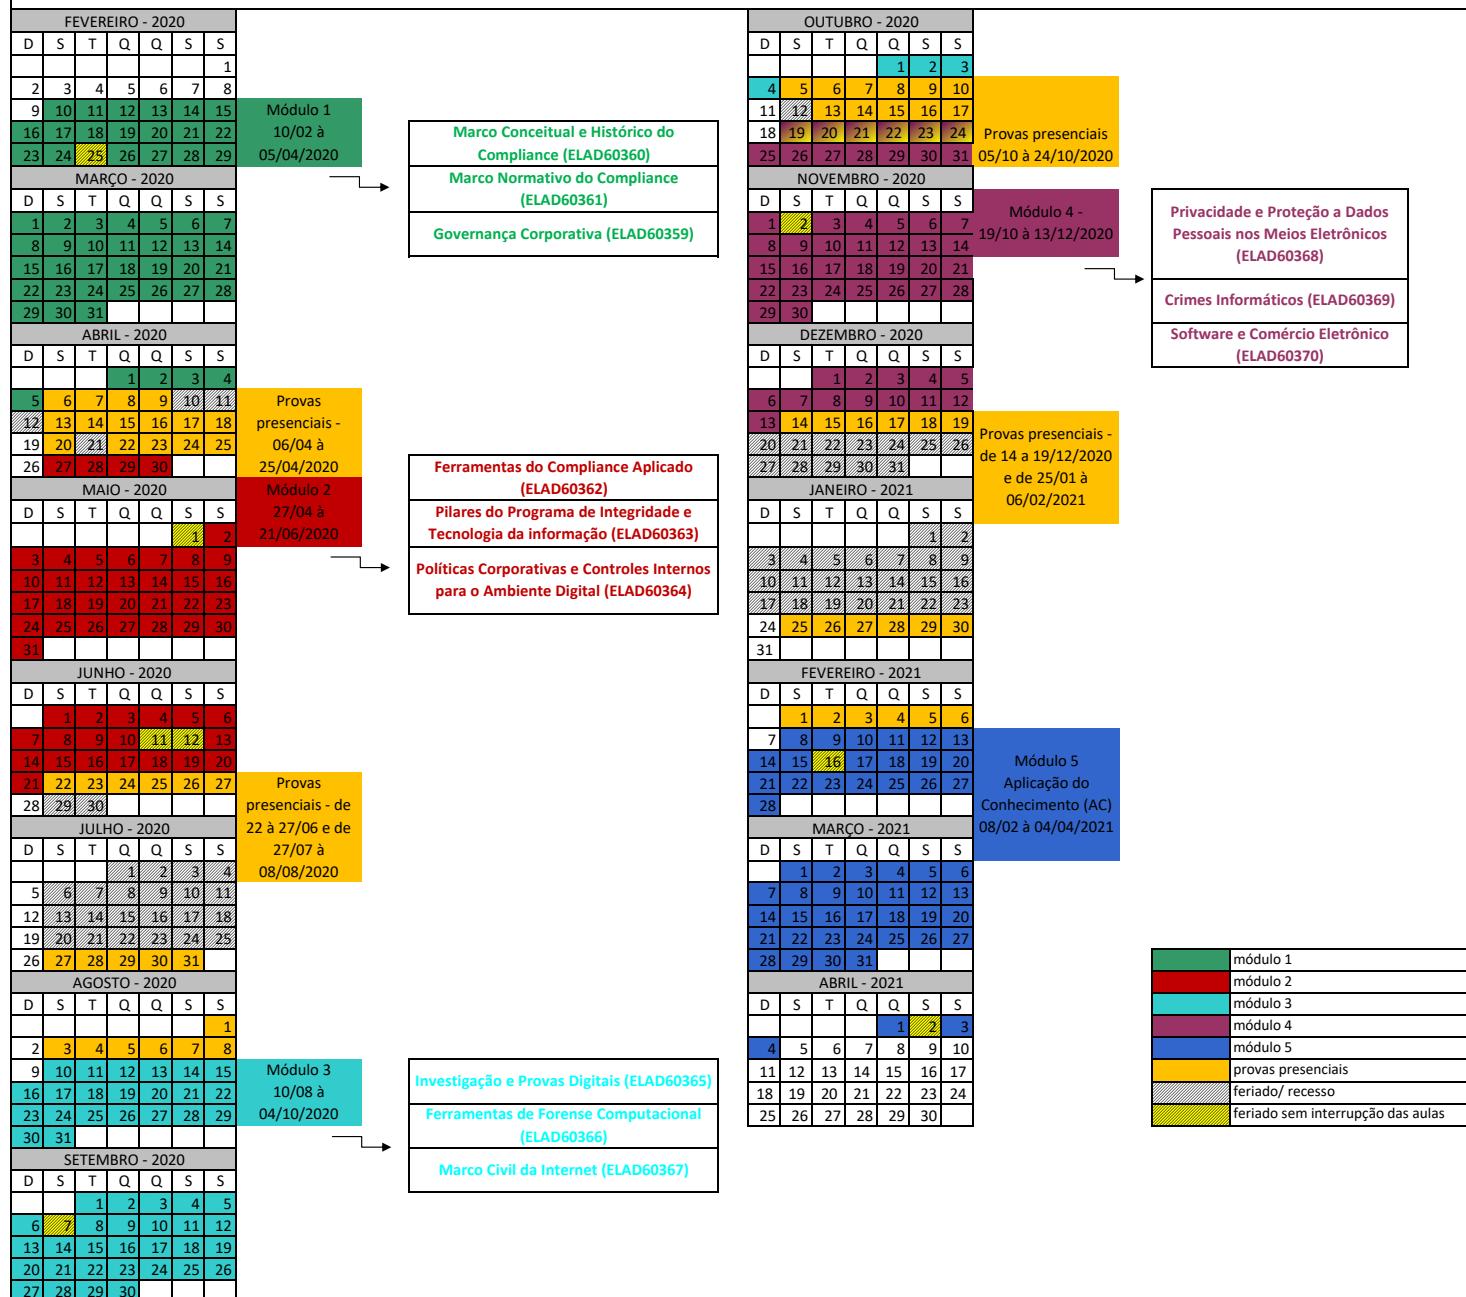 FEVEREIRO - 2020
D S T Q Q S S
1
2 3 4 5 6 7 8
9 10 11 12 13 14 15
16 17 18 19 20 21 22
23 24 25 26 27 28 29
Módulo 1
10/02 à
05/04/2020
Marco Conceitual e Histórico do
Compliance (ELAD60360)
Marco Normativo do Compliance
(ELAD60361)
Governança Corporativa (ELAD60359)
MARÇO - 2020
D S T Q Q S S
1 2 3 4 5 6 7
8 9 10 11 12 13 14
15 16 17 18 19 20 21
22 23 24 25 26 27 28
29 30 31
ABRIL - 2020
D S T Q Q S S
1 2 3 4
5 6 7 8 9 10 11
12 13 14 15 16 17 18
19 20 21 22 23 24 25
26 27 28 29 30
Provas
presenciais -
06/04 à
25/04/2020
MAIO - 2020
D S T Q Q S S
1 2
3 4 5 6 7 8 9
10 11 12 13 14 15 16
17 18 19 20 21 22 23
24 25 26 27 28 29 30
31
Módulo 2
27/04 à
21/06/2020
Ferramentas do Compliance Aplicado
(ELAD60362)
Pilares do Programa de Integridade e
Tecnologia da informação (ELAD60363)
Políticas Corporativas e Controles Internos
para o Ambiente Digital (ELAD60364)
JUNHO - 2020
D S T Q Q S S
1 2 3 4 5 6
7 8 9 10 11 12 13
14 15 16 17 18 19 20
21 22 23 24 25 26 27
28 29 30
Provas
presenciais - de
22 à 27/06 e de
27/07 à
08/08/2020
JULHO - 2020
D S T Q Q S S
1 2 3 4
5 6 7 8 9 10 11
12 13 14 15 16 17 18
19 20 21 22 23 24 25
26 27 28 29 30 31
AGOSTO - 2020
D S T Q Q S S
1
2 3 4 5 6 7 8
9 10 11 12 13 14 15
16 17 18 19 20 21 22
23 24 25 26 27 28 29
30 31
Módulo 3
10/08 à
04/10/2020
Investigação e Provas Digitais (ELAD60365)
Ferramentas de Forense Computacional
(ELAD60366)
Marco Civil da Internet (ELAD60367)
SETEMBRO - 2020
D S T Q Q S S
1 2 3 4 5
6 7 8 9 10 11 12
13 14 15 16 17 18 19
20 21 22 23 24 25 26
27 28 29 30
OUTUBRO - 2020
D S T Q Q S S
1 2 3
4 5 6 7 8 9 10
11 12 13 14 15 16 17
18 19 20 21 22 23 24
25 26 27 28 29 30 31
Provas presenciais
05/10 à 24/10/2020
NOVEMBRO - 2020
D S T Q Q S S
1 2 3 4 5 6 7
8 9 10 11 12 13 14
15 16 17 18 19 20 21
22 23 24 25 26 27 28
29 30
Módulo 4 -
19/10 à 13/12/2020
Privacidade e Proteção a Dados
Pessoais nos Meios Eletrônicos
(ELAD60368)
Crimes Informáticos (ELAD60369)
Software e Comércio Eletrônico
(ELAD60370)
DEZEMBRO - 2020
D S T Q Q S S
1 2 3 4 5
6 7 8 9 10 11 12
13 14 15 16 17 18 19
20 21 22 23 24 25 26
27 28 29 30 31
Provas presenciais -
de 14 a 19/12/2020
e de 25/01 à
06/02/2021
JANEIRO - 2021
D S T Q Q S S
1 2
3 4 5 6 7 8 9
10 11 12 13 14 15 16
17 18 19 20 21 22 23
24 25 26 27 28 29 30
31
FEVEREIRO - 2021
D S T Q Q S S
1 2 3 4 5 6
7 8 9 10 11 12 13
14 15 16 17 18 19 20
21 22 23 24 25 26 27
28
Módulo 5
Aplicação do
Conhecimento (AC)
08/02 à 04/04/2021
MARÇO - 2021
D S T Q Q S S
1 2 3 4 5 6
7 8 9 10 11 12 13
14 15 16 17 18 19 20
21 22 23 24 25 26 27
28 29 30 31
ABRIL - 2021
D S T Q Q S S
1 2 3
4 5 6 7 8 9 10
11 12 13 14 15 16 17
18 19 20 21 22 23 24
25 26 27 28 29 30
módulo 1
módulo 2
módulo 3
módulo 4
módulo 5
provas presenciais
feriado/ recesso
feriado sem interrupção das aulas